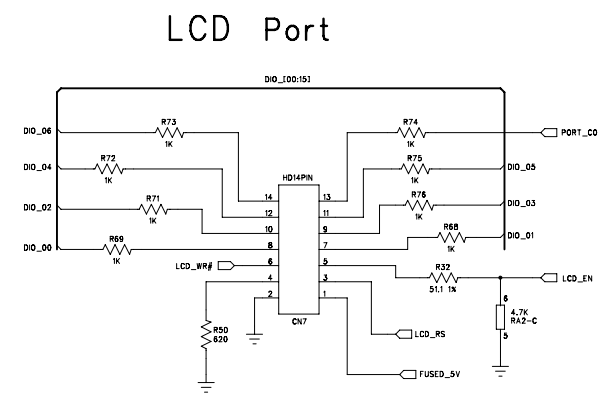 LCD Port
DIO_[00:15]
DIO_06
R73
1K
R74
1K
PORT_C0
DIO_04
R72
1K
R75
1K
DIO_05
HD14PIN
DIO_02
R71
1K
R76
1K
DIO_03
DIO_00
R69
1K
R68
1K
DIO_01
14 13
12 11
10 9
8 7
6 5
4 3
2 1
LCD_WR#
R32
51.1 1%
LCD_EN
6
4.7K
RA2-C
5
CN7
R50
620
LCD_RS
FUSED_5V